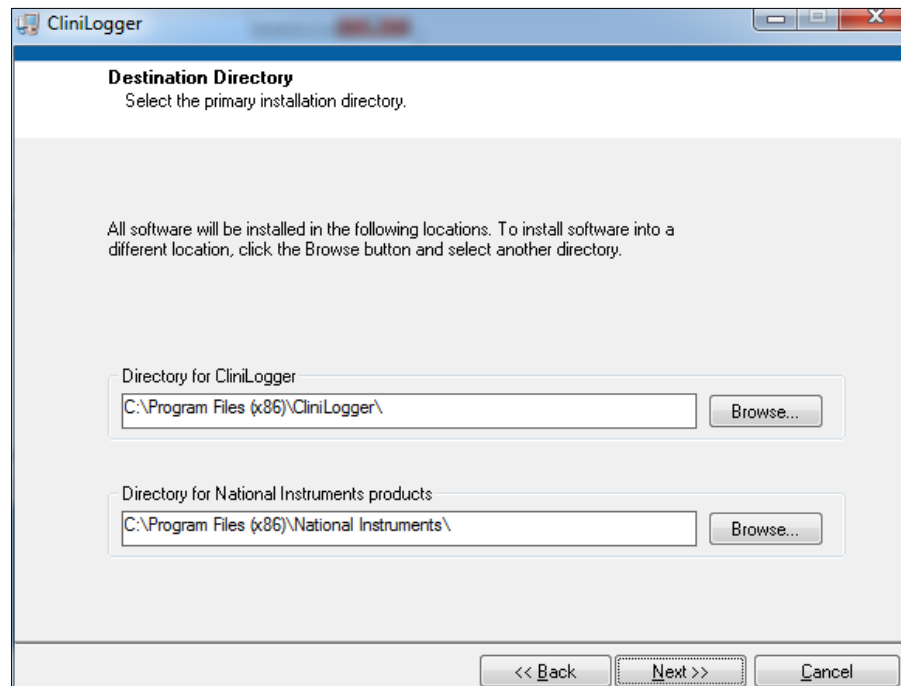 CliniLogger
Destination Directory
Select the primary installation directory.
All software will be installed in the following locations. To install software into a
different location, click the Browse button and select another directory.
Directory for CliniLogger
C:\Program Files (x86)\CliniLogger\
Browse...
Directory for National Instruments products
C:\Program Files (x86)\National Instruments\
Browse...
<< Back
Next >>
Cancel